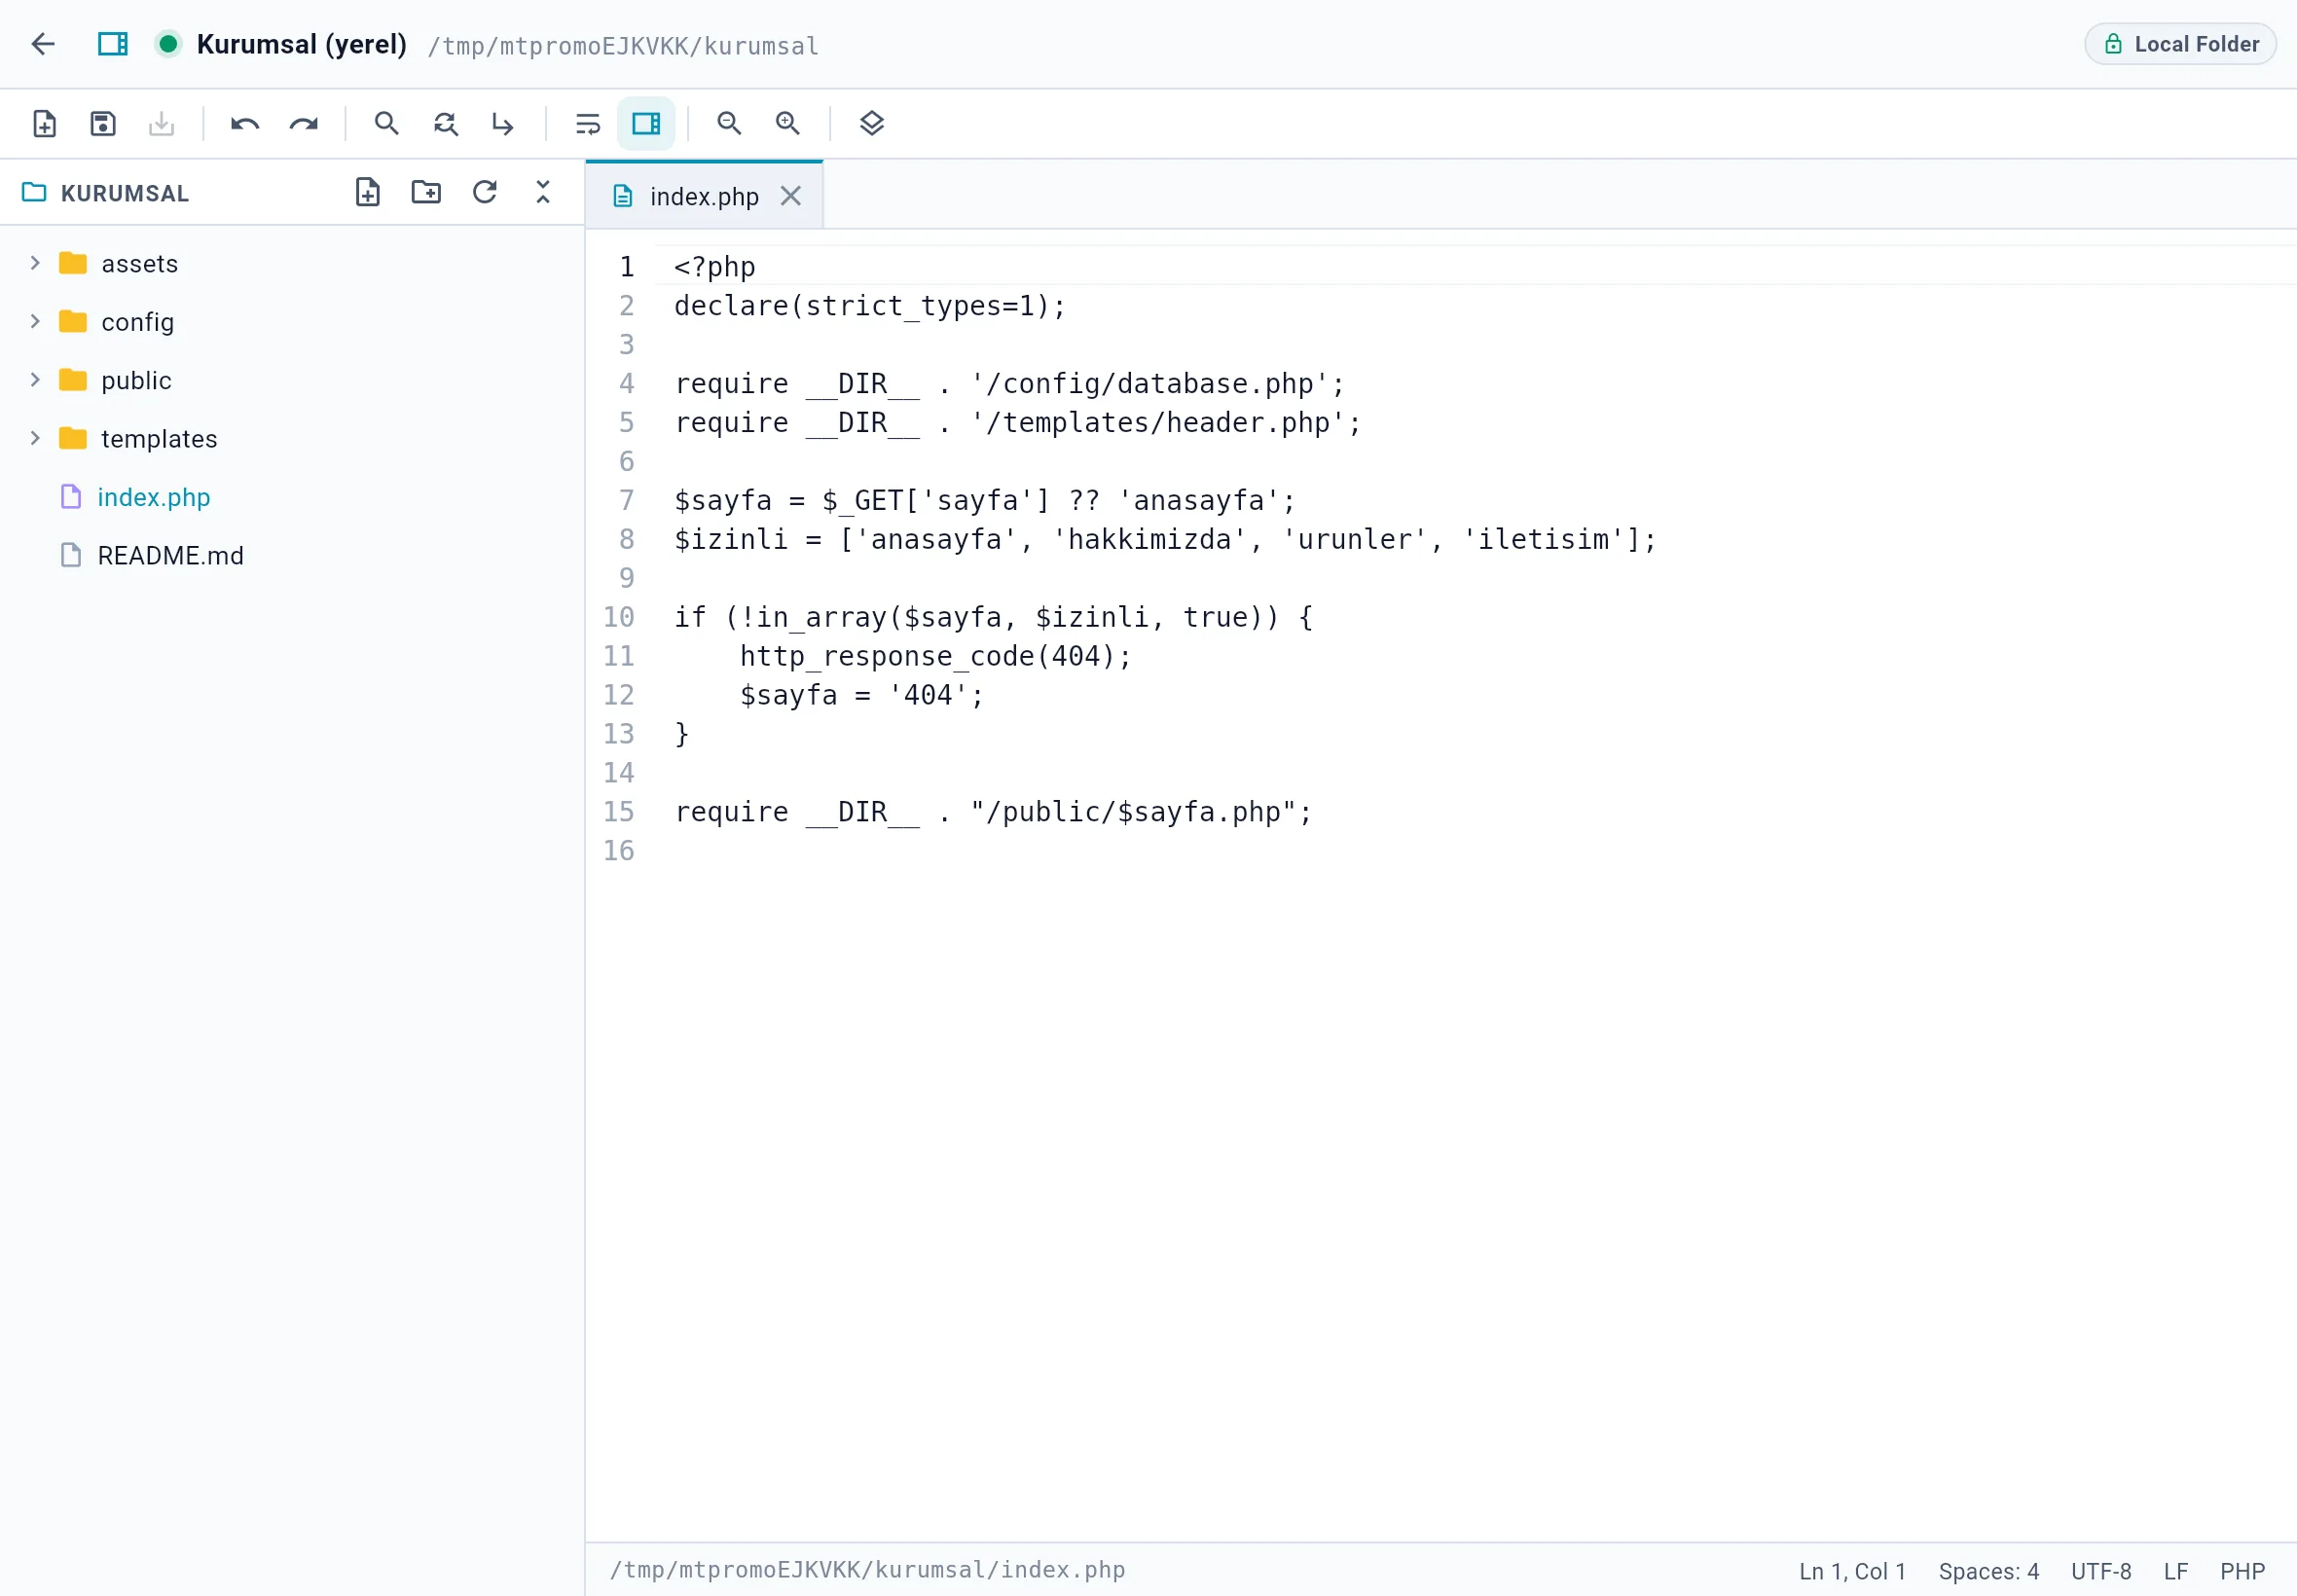 Kurumsal (yerel) /tmp/mtpromoEJKVKK/kurumsal
Local Folder
KURUMSAL
assets
config
public
templates
index.php
README.md
index.php
1 <?php
2 declare(strict_types=1);
3
4 require __DIR__ . '/config/database.php';
5 require __DIR__ . '/templates/header.php';
6
7 $sayfa = $_GET['sayfa'] ?? 'anasayfa';
8 $izinli = ['anasayfa', 'hakkimizda', 'urunler', 'iletisim'];
9
10 if (!in_array($sayfa, $izinli, true)) {
11     http_response_code(404);
12     $sayfa = '404';
13 }
14
15 require __DIR__ . "/public/$sayfa.php";
16
/tmp/mtpromoEJKVKK/kurumsal/index.php
Ln 1, Col 1 Spaces: 4 UTF-8 LF PHP